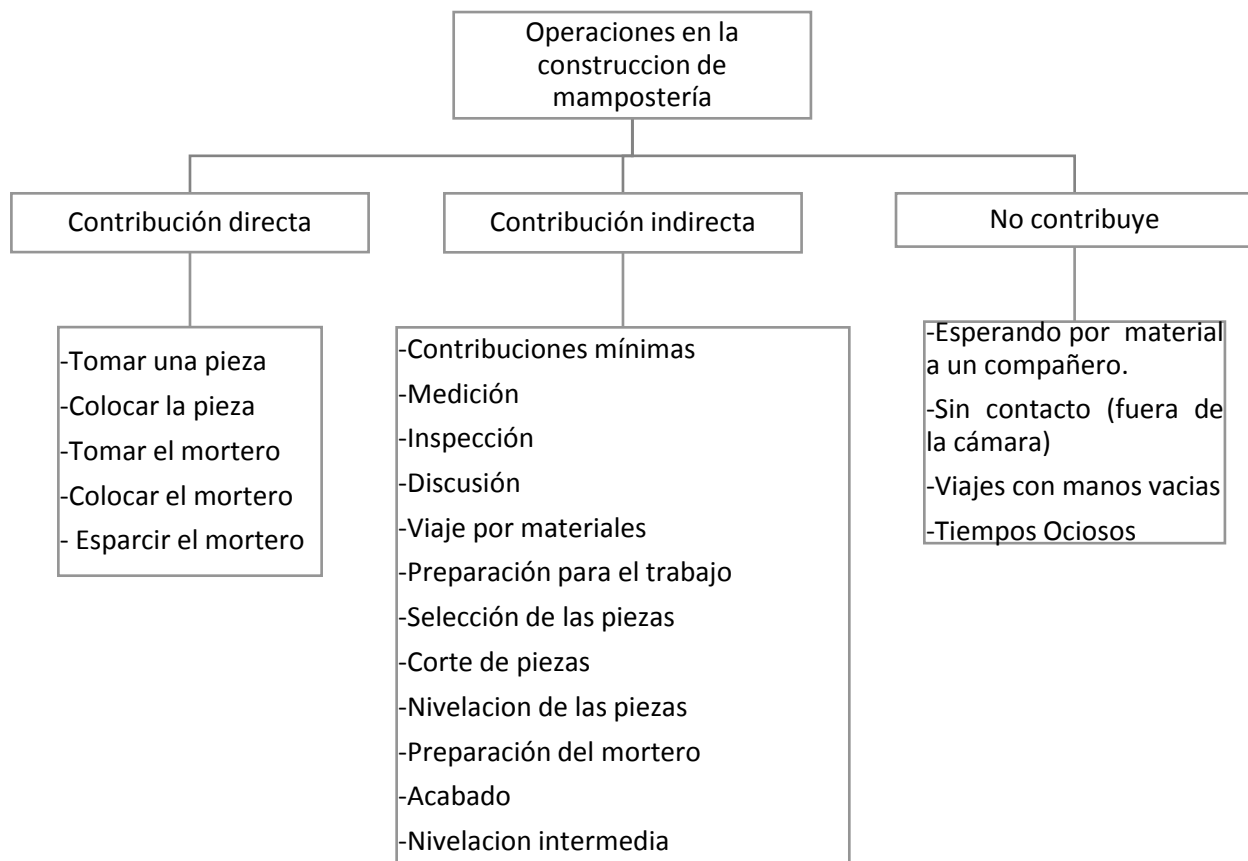 Operaciones en la
construccion de
mampostería
Contribución directa
Contribución indirecta
No contribuye
-Tomar una pieza
-Colocar la pieza
-Tomar el mortero
-Colocar el mortero
- Esparcir el mortero
-Contribuciones mínimas
-Medición
-Inspección
-Discusión
-Viaje por materiales
-Preparación para el trabajo
-Selección de las piezas
-Corte de piezas
-Nivelacion de las piezas
-Preparación del mortero
-Acabado
-Nivelacion intermedia
-Esperando por material
a un compañero.
-Sin contacto (fuera de
la cámara)
-Viajes con manos vacias
-Tiempos Ociosos